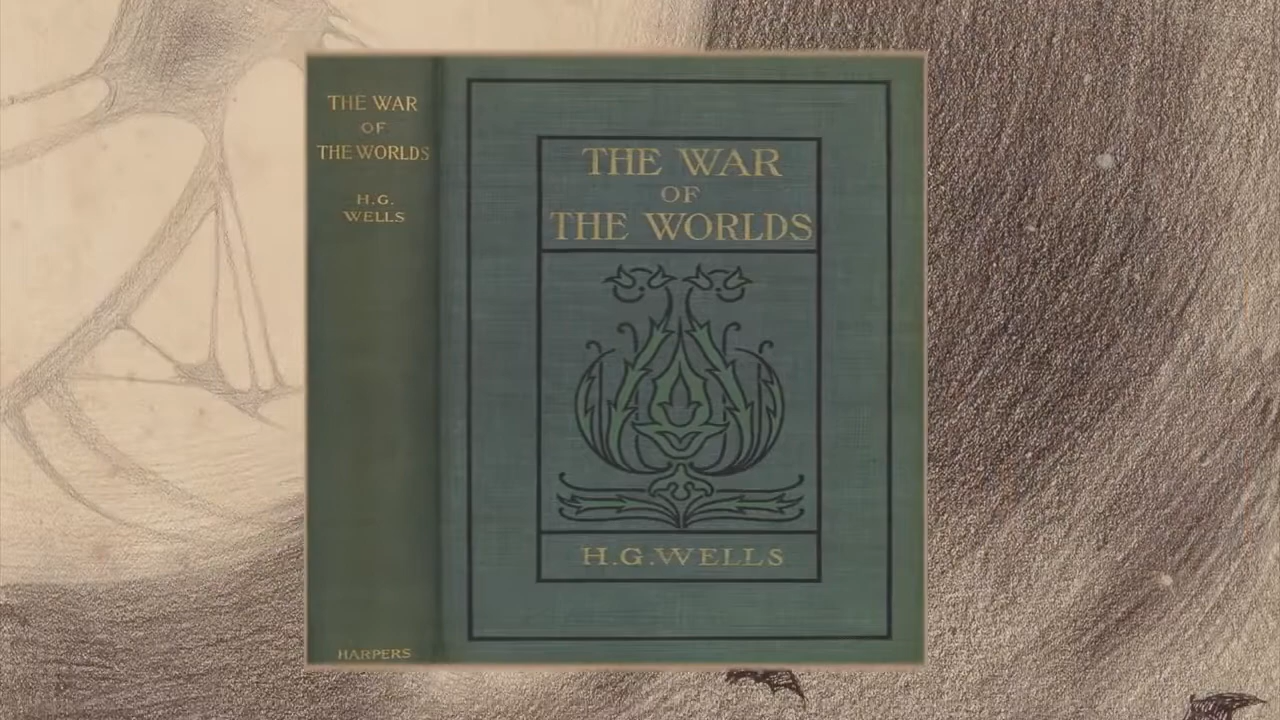 THE WAR
OF
THE WORLDS
H.G.
WELLS
HARPERS
THE WAR
OF
THE WORLDS
H.G.WELLS